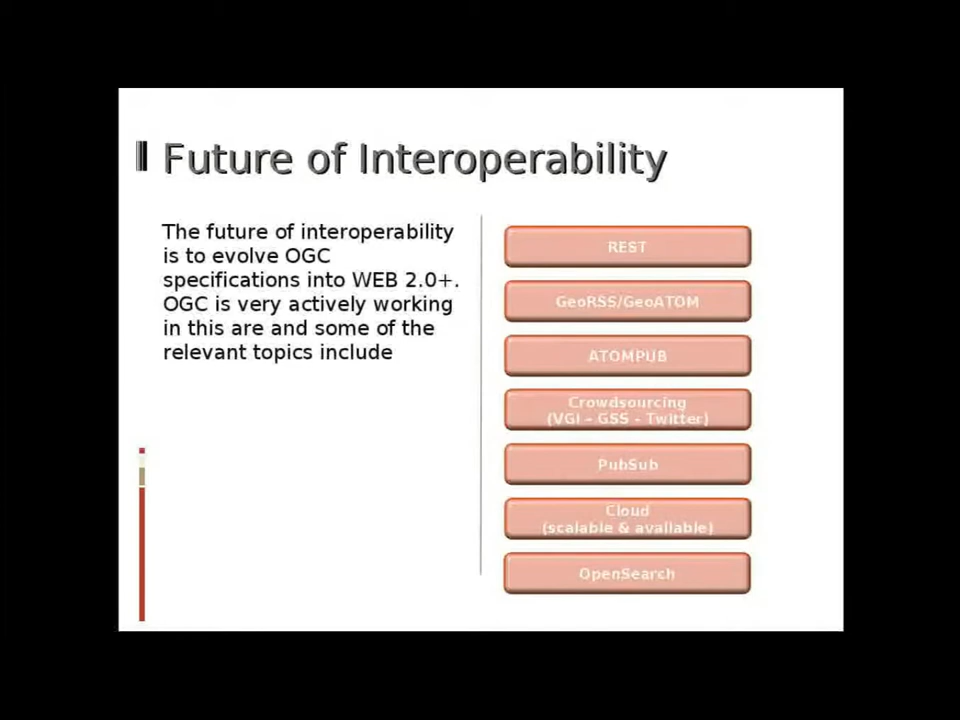 Future of Interoperability
The future of interoperability
is to evolve OGC
specifications into WEB 2.0+.
OGC is very actively working
in this are and some of the
relevant topics include
REST
GeoRSS/GeoATOM
ATOMPUB
Crowdsourcing
(VGI – GSS - Twitter)
PubSub
Cloud
(scalable & available)
OpenSearch